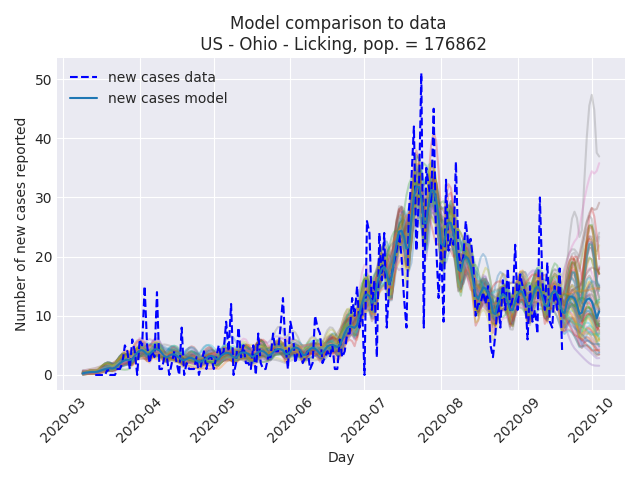 Model comparison to data
US - Ohio - Licking, pop. = 176862
new cases data
new cases model
Number of new cases reported
50
40
30
20
10
0
2020-03
2020-04
2020-05
2020-06
2020-07
2020-08
2020-09
2020-10
Day